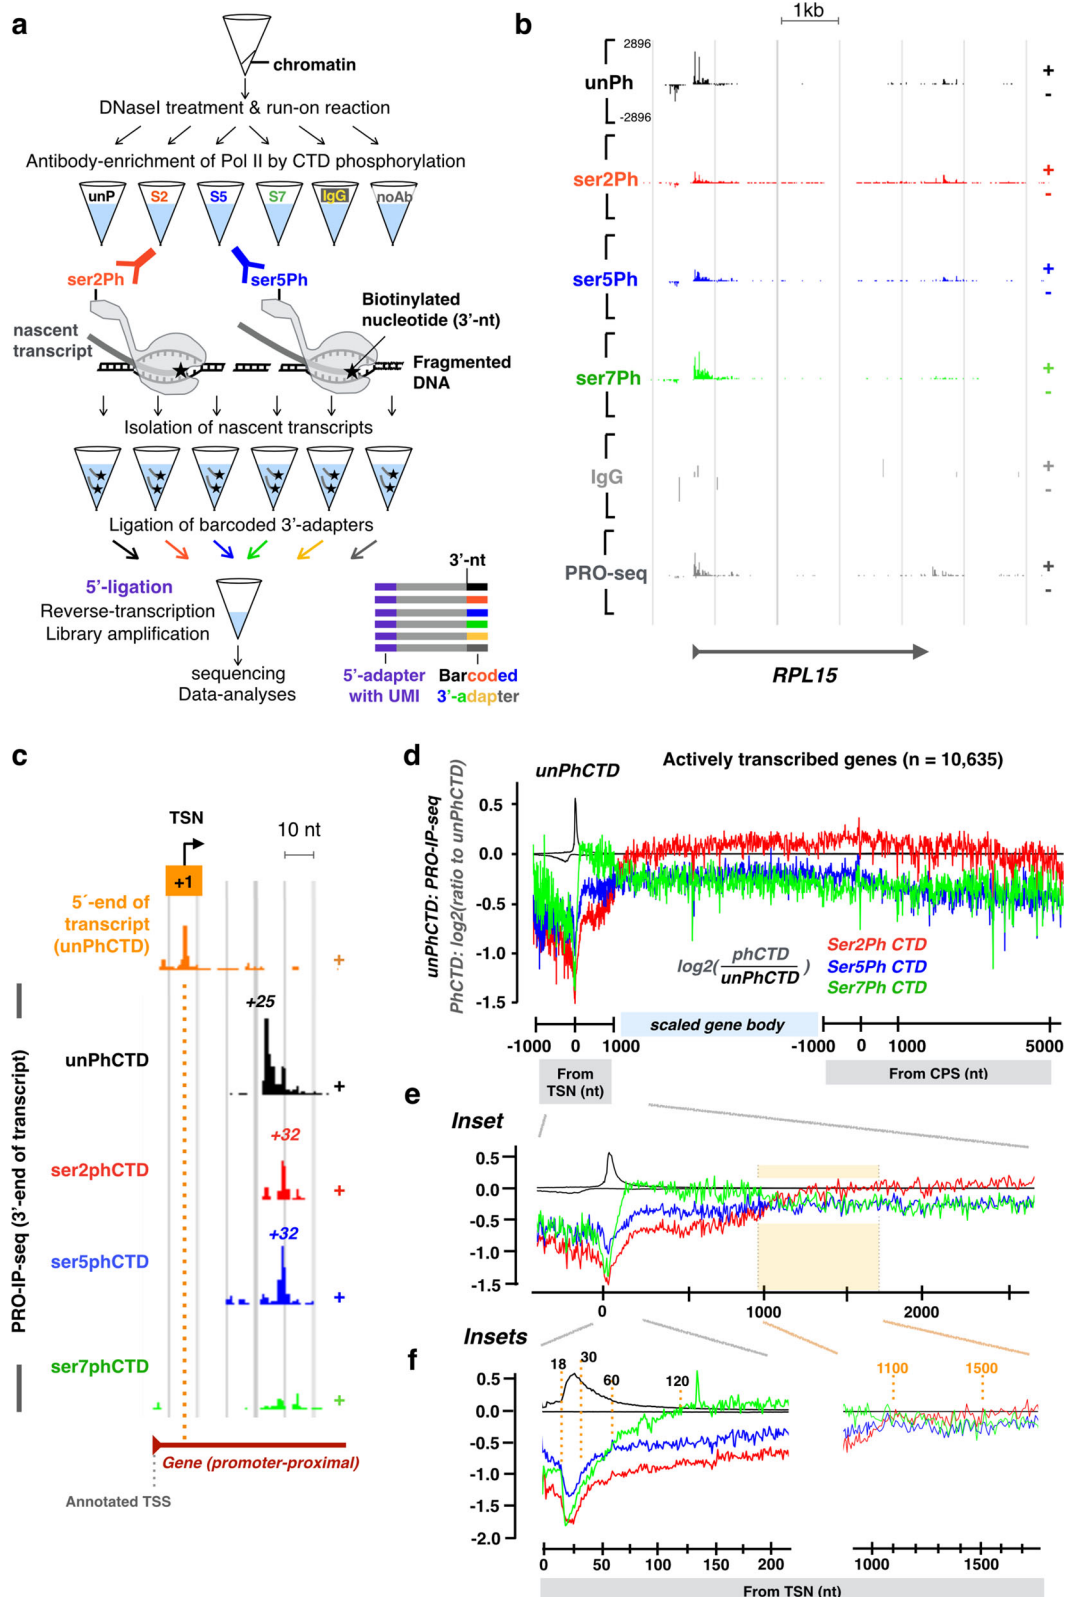 a
chromatin
DNaseI treatment & run-on reaction
Antibody-enrichment of Pol II by CTD phosphorylation
unP S2 S5 S7 IgG noAb
ser2Ph ser5Ph
Biotinylated
nucleotide (3'-nt)
nascent
transcript
Fragmented
DNA
Isolation of nascent transcripts
Ligation of barcoded 3'-adapters
5'-ligation
Reverse-transcription
Library amplification
sequencing
Data-analyses
3'-nt
5'-adapter
with UMI
Barcoded
3'-adapter
b
1kb
2896
unPh
-2896
+
-
ser2Ph
+
-
ser5Ph
+
-
ser7Ph
+
-
IgG
+
-
PRO-seq
+
-
RPL15
c
TSN
10 nt
+1
5´-end of
transcript
(unPhCTD)
+
PRO-IP-seq (3'-end of transcript)
+25
unPhCTD
+
+32
ser2phCTD
+
+32
ser5phCTD
+
ser7phCTD
+
Gene (promoter-proximal)
Annotated TSS
d
unPhCTD
Actively transcribed genes (n = 10,635)
unPhCTD: PRO-IP-seq
PhCTD: log2(ratio to unPhCTD)
0.5
0.0
-0.5
-1.0
-1.5
log2(phCTD/unPhCTD)
Ser2Ph CTD
Ser5Ph CTD
Ser7Ph CTD
scaled gene body
-1000 0 1000 -1000 0 1000 5000
From
TSN (nt)
From CPS (nt)
e
Inset
0.5
0.0
-0.5
-1.0
-1.5
0 1000 2000
Insets
f
18 30 60 120
1100 1500
0.5
0.0
-0.5
-1.0
-1.5
-2.0
0 50 100 150 200 1000 1500
From TSN (nt)